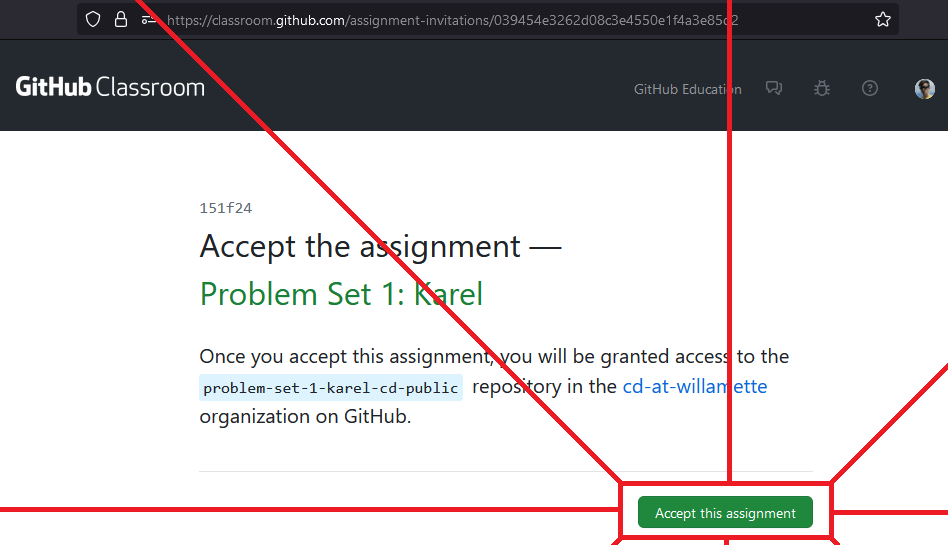 https://classroom.github.com/assignment-invitations/039454e3262d08c3e4550e1f4a3e85d2
GitHub Classroom
GitHub Education
151f24
Accept the assignment —
Problem Set 1: Karel
Once you accept this assignment, you will be granted access to the
problem-set-1-karel-cd-public repository in the cd-at-willamette
organization on GitHub.
Accept this assignment